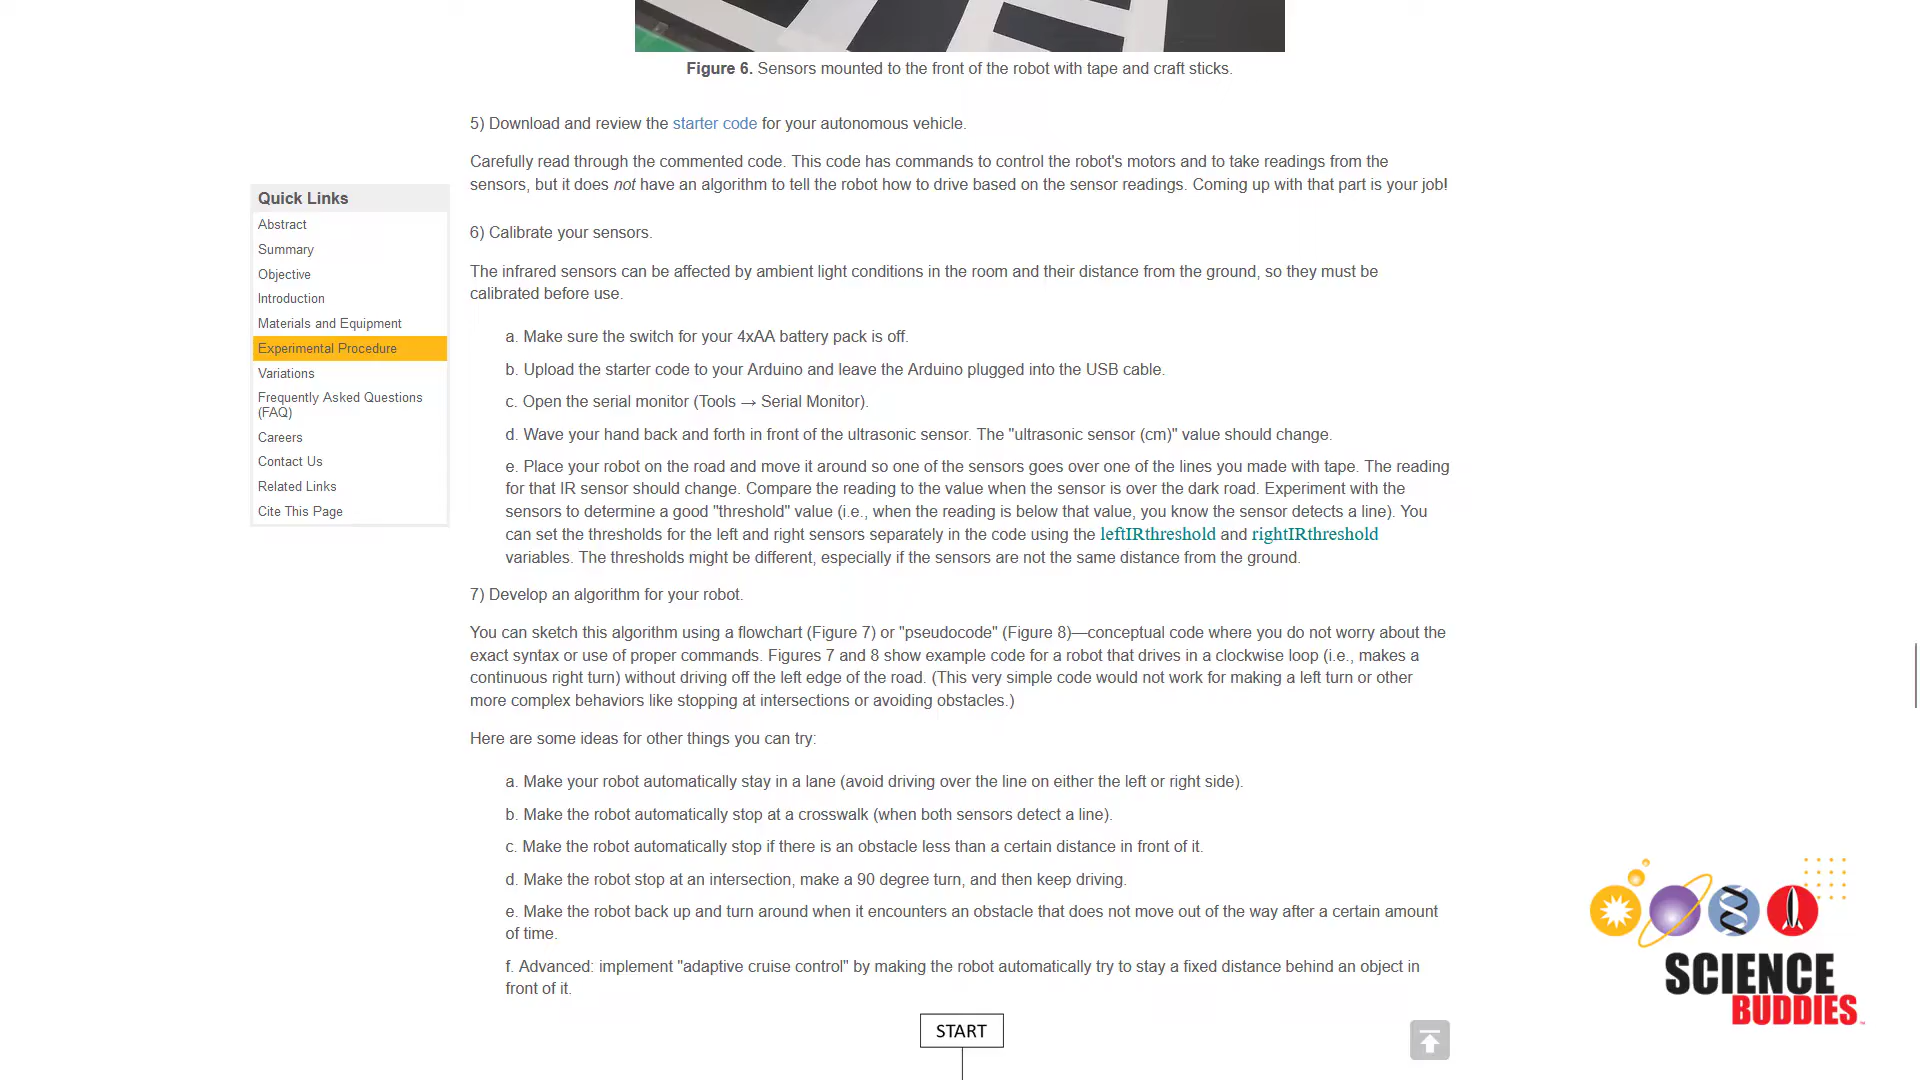 Figure 6. Sensors mounted to the front of the robot with tape and craft sticks.
5) Download and review the starter code for your autonomous vehicle.
Carefully read through the commented code. This code has commands to control the robot's motors and to take readings from the
sensors, but it does not have an algorithm to tell the robot how to drive based on the sensor readings. Coming up with that part is your job!
Quick Links
Abstract
Summary
Objective
Introduction
Materials and Equipment
Experimental Procedure
Variations
Frequently Asked Questions
(FAQ)
Careers
Contact Us
Related Links
Cite This Page
6) Calibrate your sensors.
The infrared sensors can be affected by ambient light conditions in the room and their distance from the ground, so they must be
calibrated before use.
a. Make sure the switch for your 4xAA battery pack is off.
b. Upload the starter code to your Arduino and leave the Arduino plugged into the USB cable.
c. Open the serial monitor (Tools → Serial Monitor).
d. Wave your hand back and forth in front of the ultrasonic sensor. The "ultrasonic sensor (cm)" value should change.
e. Place your robot on the road and move it around so one of the sensors goes over one of the lines you made with tape. The reading
for that IR sensor should change. Compare the reading to the value when the sensor is over the dark road. Experiment with the
sensors to determine a good "threshold" value (i.e., when the reading is below that value, you know the sensor detects a line). You
can set the thresholds for the left and right sensors separately in the code using the leftIRthreshold and rightIRthreshold
variables. The thresholds might be different, especially if the sensors are not the same distance from the ground.
7) Develop an algorithm for your robot.
You can sketch this algorithm using a flowchart (Figure 7) or "pseudocode" (Figure 8)—conceptual code where you do not worry about the
exact syntax or use of proper commands. Figures 7 and 8 show example code for a robot that drives in a clockwise loop (i.e., makes a
continuous right turn) without driving off the left edge of the road. (This very simple code would not work for making a left turn or other
more complex behaviors like stopping at intersections or avoiding obstacles.)
Here are some ideas for other things you can try:
a. Make your robot automatically stay in a lane (avoid driving over the line on either the left or right side).
b. Make the robot automatically stop at a crosswalk (when both sensors detect a line).
c. Make the robot automatically stop if there is an obstacle less than a certain distance in front of it.
d. Make the robot stop at an intersection, make a 90 degree turn, and then keep driving.
e. Make the robot back up and turn around when it encounters an obstacle that does not move out of the way after a certain amount
of time.
f. Advanced: implement "adaptive cruise control" by making the robot automatically try to stay a fixed distance behind an object in
front of it.
START
SCIENCE
BUDDIES